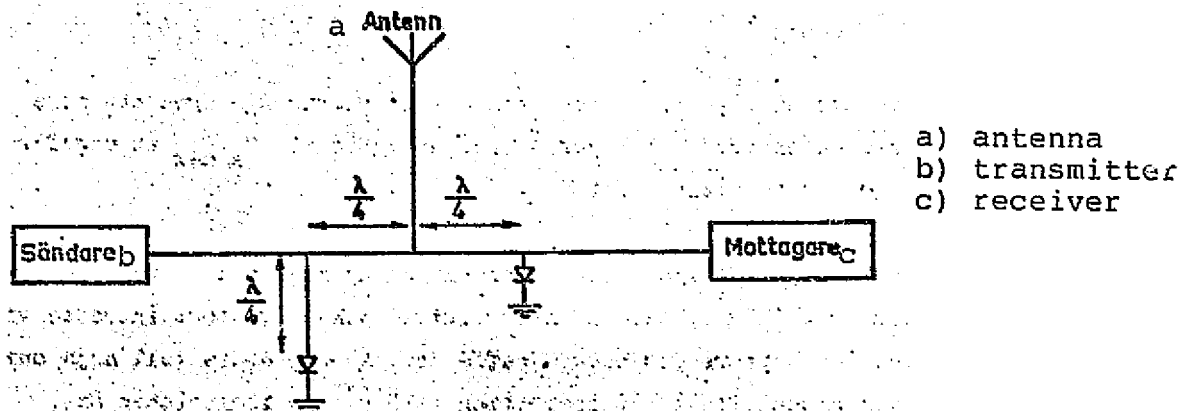 a Antenn
a) antenna
b) transmitter
c) receiver
λ/4 λ/4
Sändare b
Mottagare c
λ/4